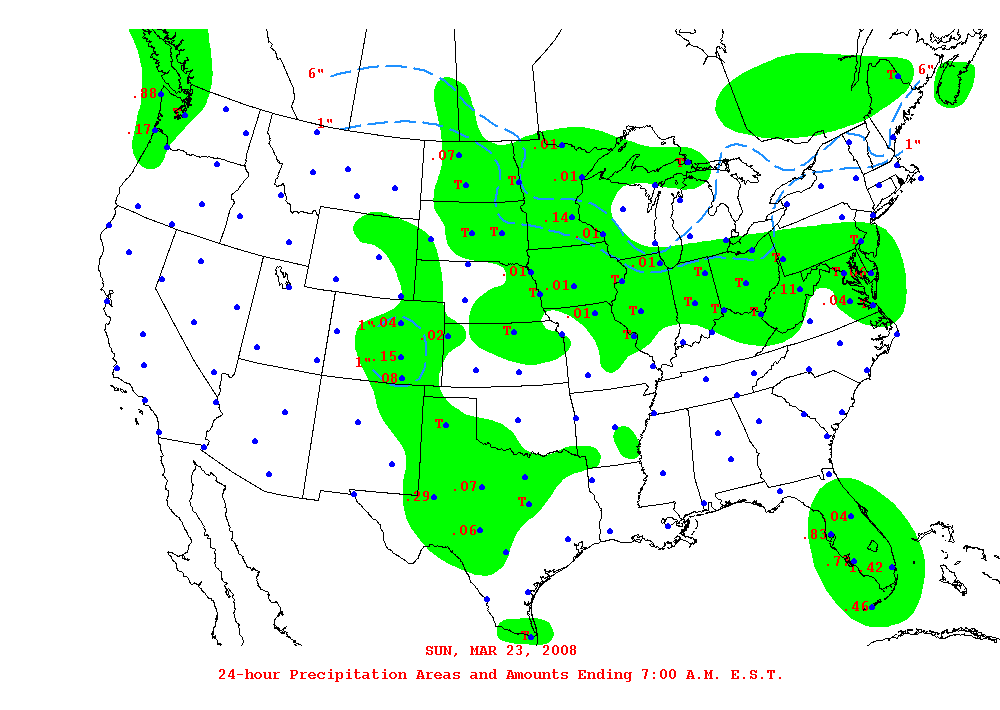 6"
6"
T
.88
T
.17
1"
1"
.01
.07
T
.01
T
T
.14
T
T
.01
T
T
.01
.01
T
T
T
.06
.01
T
T
.11
T
.04
T
.01
T
T
T
T
1" .04
.02
T
T
1" .15
.08
T
.29
.07
T
.06
.04
.83
.77
1.42
.46
T
SUN, MAR 23, 2008
24-hour Precipitation Areas and Amounts Ending 7:00 A.M. E.S.T.